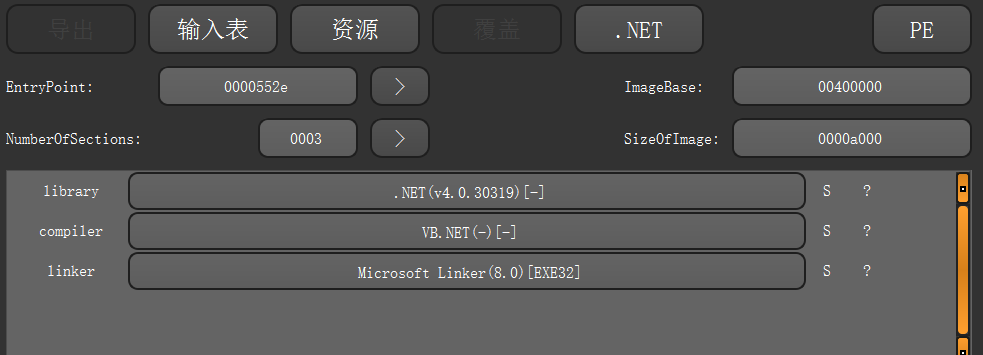 导出 输入表 资源 覆盖 .NET PE
EntryPoint: 0000552e > ImageBase: 00400000
NumberOfSections: 0003 > SizeOfImage: 0000a000
library .NET(v4.0.30319)[-] S ?
compiler VB.NET(-)[-] S ?
linker Microsoft Linker(8.0)[EXE32] S ?